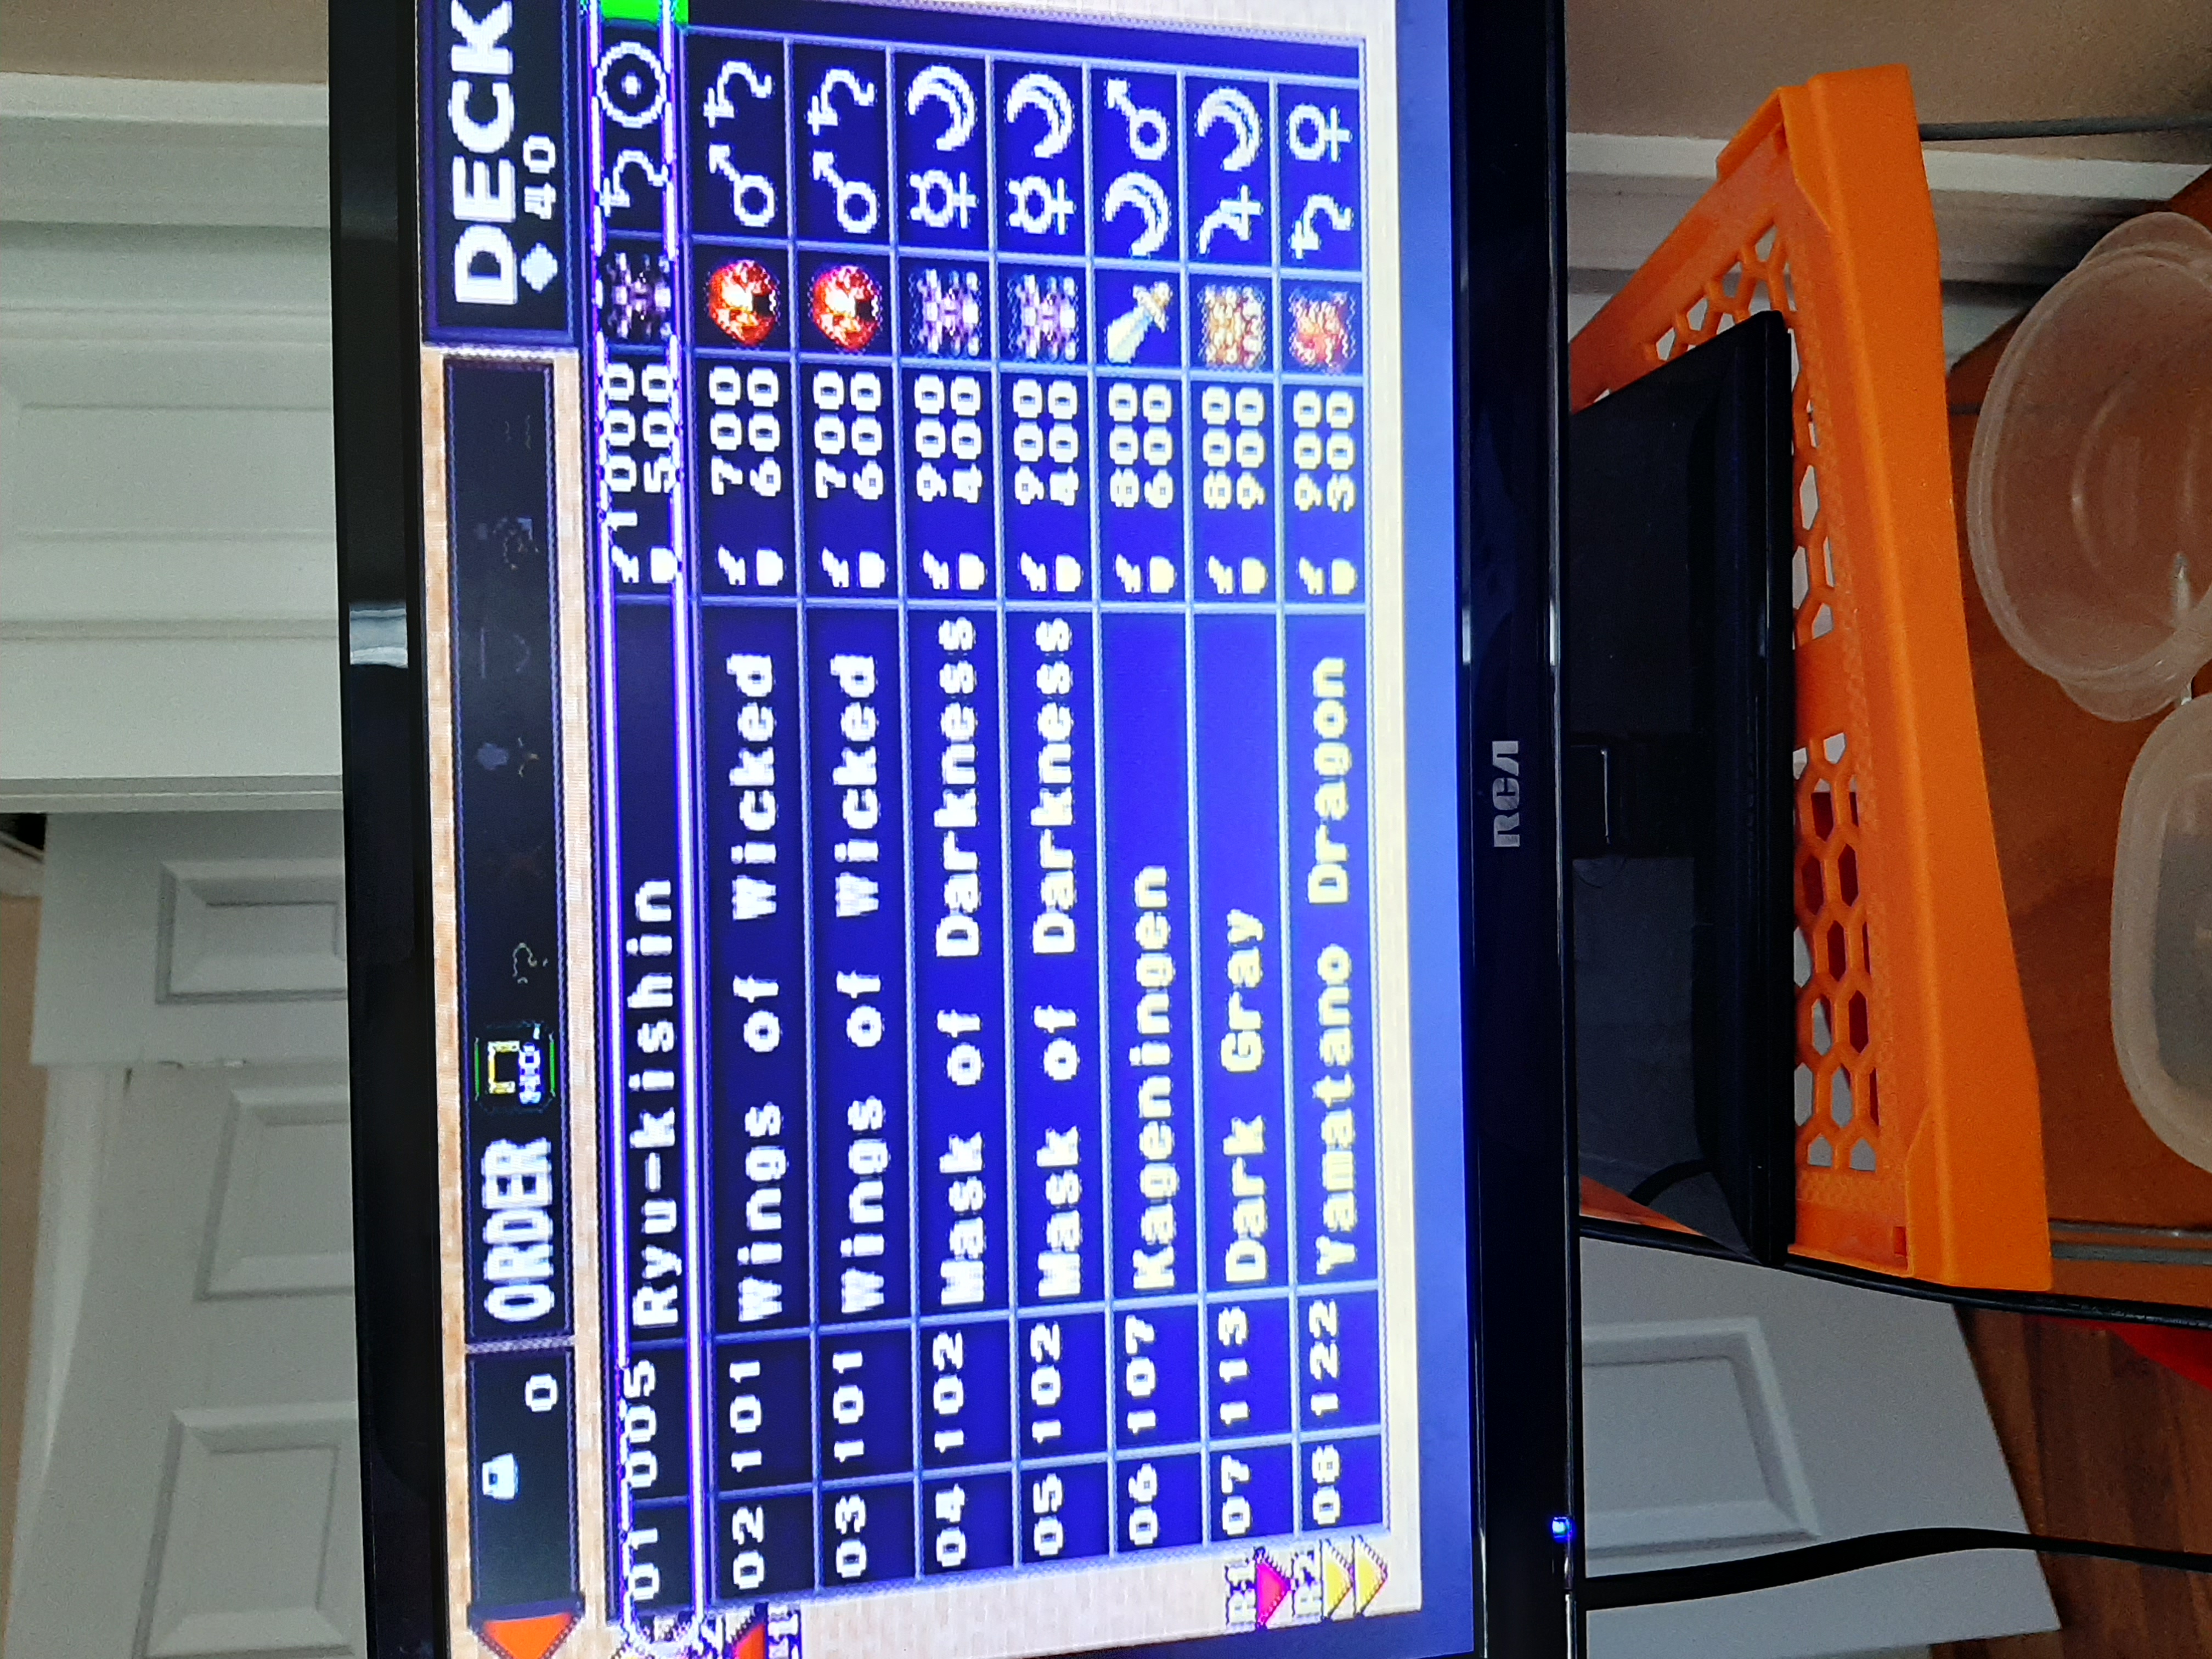 0 ORDER NO. DECK
40
01 005 Ryu-kishin 1000 500
02 101 Wings of Wicked 700 600
03 101 Wings of Wicked 700 600
04 102 Mask of Darkness 900 400
05 102 Mask of Darkness 900 400
06 107 Kageningen 800 600
R1 07 113 Dark Gray 800 900
R2 08 122 Yamatano Dragon 900 300
RCA